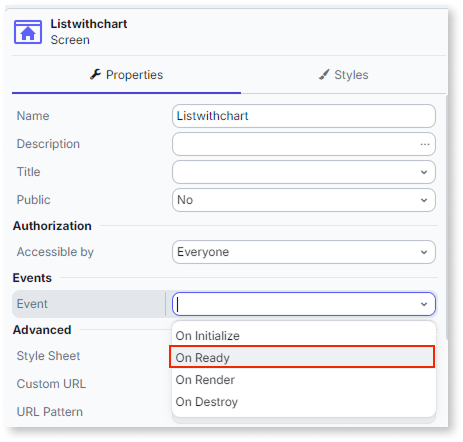 Listwithchart
Screen
Properties
Styles
Name
Listwithchart
Description
...
Title
Public
No
Authorization
Accessible by
Everyone
Events
Event
On Initialize
On Ready
On Render
On Destroy
Advanced
Style Sheet
Custom URL
URL Pattern